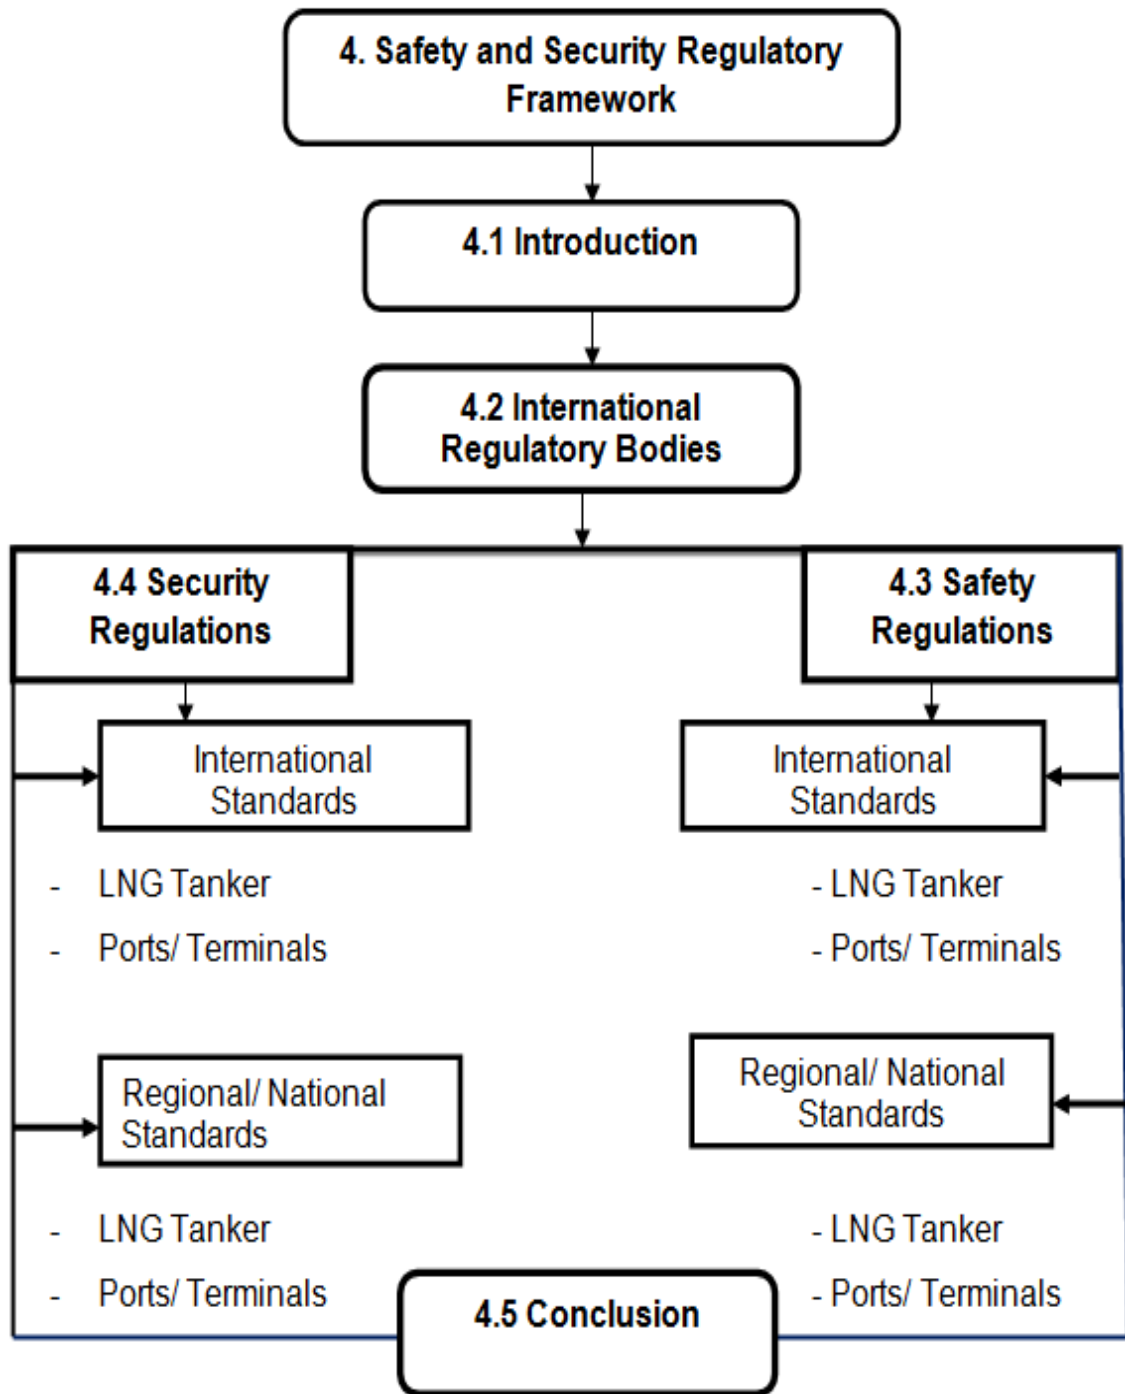 4. Safety and Security Regulatory
Framework
4.1 Introduction
4.2 International
Regulatory Bodies
4.4 Security
Regulations
International
Standards
- LNG Tanker
- Ports/ Terminals
Regional/ National
Standards
- LNG Tanker
- Ports/ Terminals
4.3 Safety
Regulations
International
Standards
- LNG Tanker
- Ports/ Terminals
Regional/ National
Standards
- LNG Tanker
- Ports/ Terminals
4.5 Conclusion